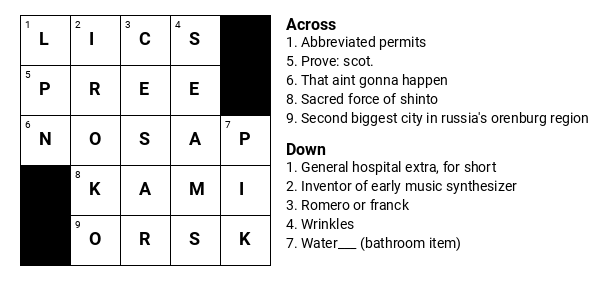 1 L 2 I 3 C 4 S
5 P R E E
6 N O S A 7 P
8 K A M I
9 O R S K
Across
1. Abbreviated permits
5. Prove: scot.
6. That aint gonna happen
8. Sacred force of shinto
9. Second biggest city in russia's orenburg region
Down
1. General hospital extra, for short
2. Inventor of early music synthesizer
3. Romero or franck
4. Wrinkles
7. Water___ (bathroom item)